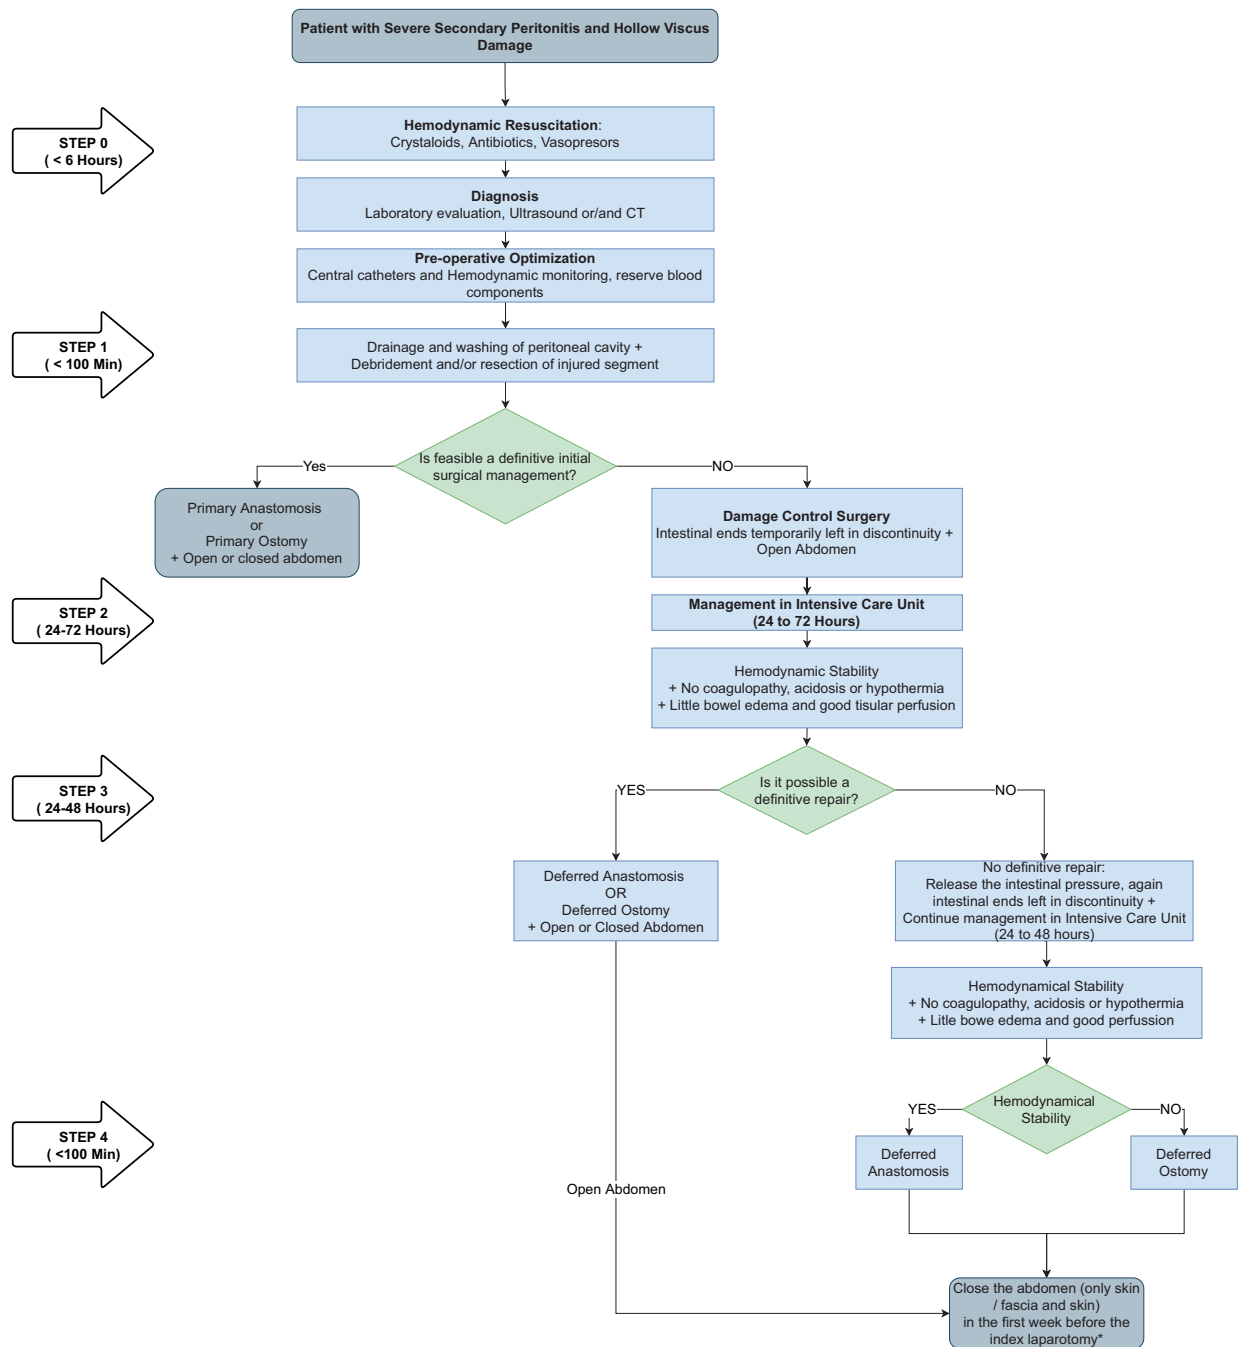 Patient with Severe Secondary Peritonitis and Hollow Viscus
Damage
STEP 0
( < 6 Hours)
Hemodynamic Resuscitation:
Crystaloids, Antibiotics, Vasopresors
Diagnosis
Laboratory evaluation, Ultrasound or/and CT
Pre-operative Optimization
Central catheters and Hemodynamic monitoring, reserve blood
components
STEP 1
( < 100 Min)
Drainage and washing of peritoneal cavity +
Debridement and/or resection of injured segment
Is feasible a definitive initial
surgical management?
Yes
NO
Primary Anastomosis
or
Primary Ostomy
+ Open or closed abdomen
Damage Control Surgery
Intestinal ends temporarily left in discontinuity +
Open Abdomen
STEP 2
( 24-72 Hours)
Management in Intensive Care Unit
(24 to 72 Hours)
Hemodynamic Stability
+ No coagulopathy, acidosis or hypothermia
+ Little bowel edema and good tisular perfusion
STEP 3
( 24-48 Hours)
Is it possible a
definitive repair?
YES
NO
Deferred Anastomosis
OR
Deferred Ostomy
+ Open or Closed Abdomen
No definitive repair:
Release the intestinal pressure, again
intestinal ends left in discontinuity +
Continue management in Intensive Care Unit
(24 to 48 hours)
Hemodynamical Stability
+ No coagulopathy, acidosis or hypothermia
+ Litle bowe edema and good perfussion
STEP 4
( <100 Min)
Hemodynamical
Stability
YES
NO
Deferred
Anastomosis
Deferred
Ostomy
Open Abdomen
Close the abdomen (only skin
/ fascia and skin)
in the first week before the
index laparotomy*